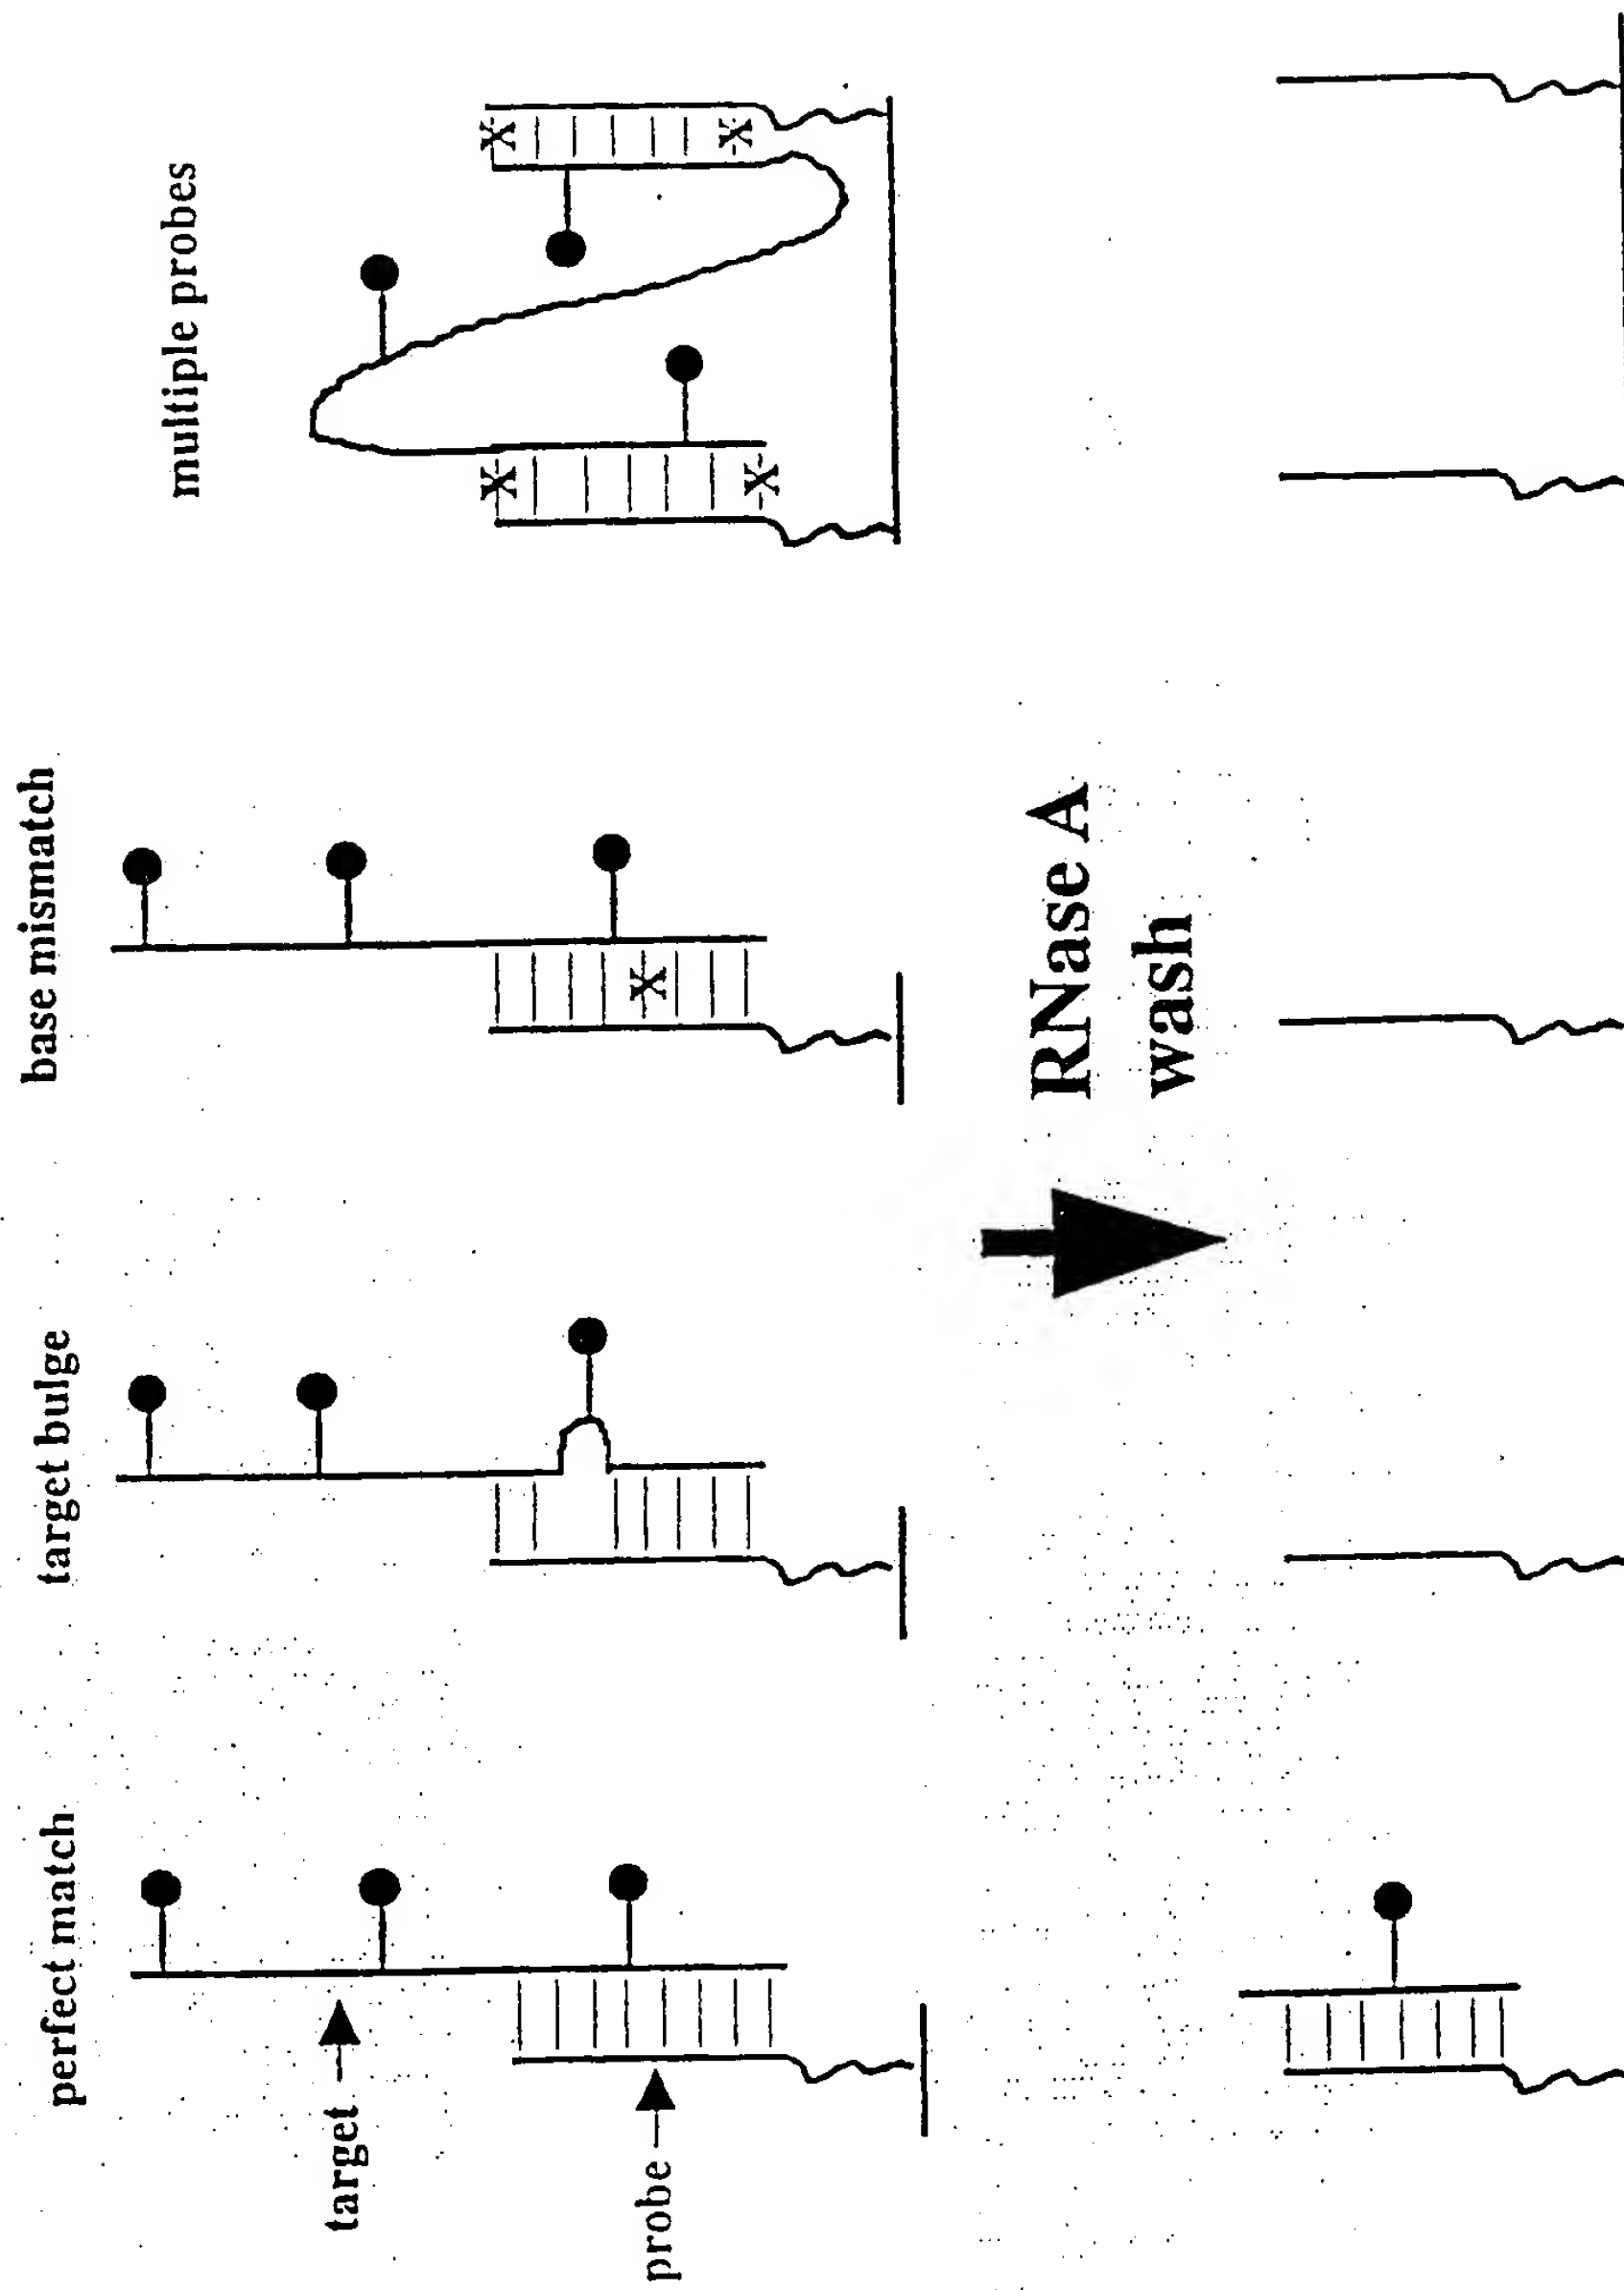 perfect match
target bulge
base mismatch
multiple probes
target
probe
RNase A
wash